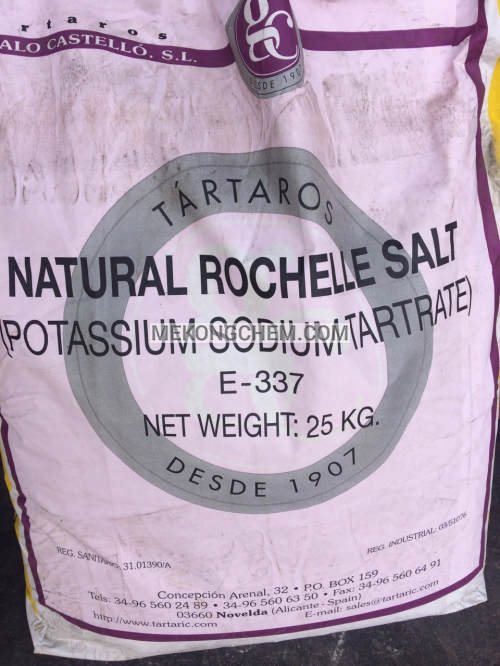 rtaros
ALO CASTELLÓ, S.L.
DESDE 1907
TÁRTAROS
NATURAL ROCHELLE SALT
(POTASSIUM SODIUM TARTRATE)
MEKONGCHEM.COM
E-337
NET WEIGHT: 25 KG.
DESDE 1907
REG. SANITARIO: 31.01390/A
REG. INDUSTRIAL: 03/51076
Concepción Arenal, 32 • P.O. BOX 159
Tels: 34-96 560 24 89 • 34-96 560 63 50 • Fax: 34-96 560 64 91
03660 Novelda (Alicante - Spain)
http://www.tartaric.com
E-mail: sales@tartaric.com